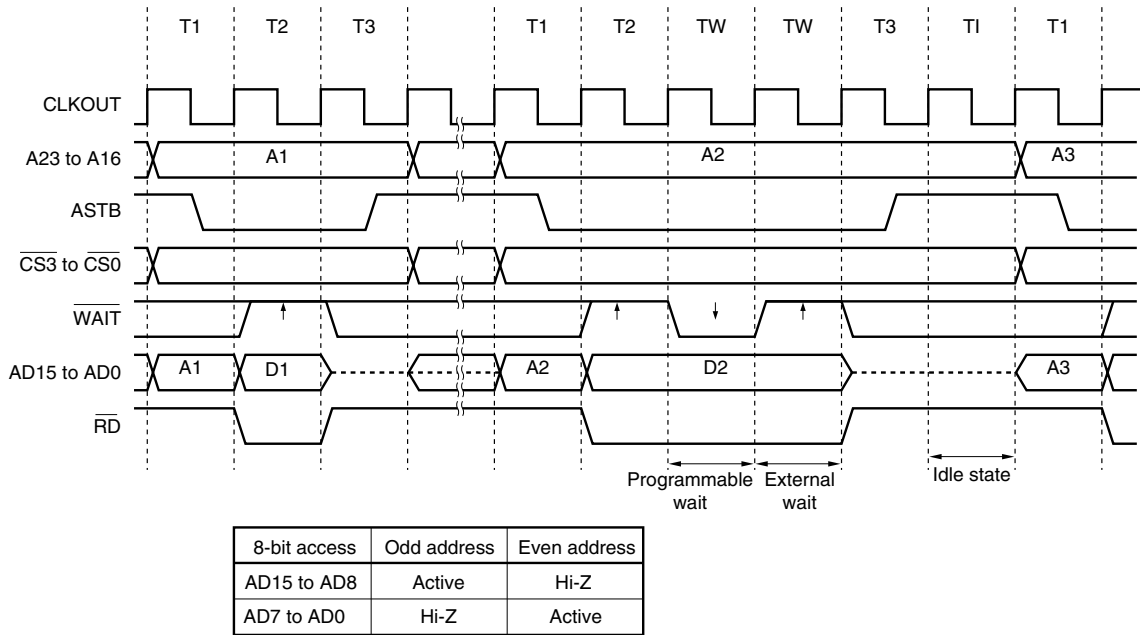 T1 T2 T3 T1 T2 TW TW T3 TI T1
CLKOUT
A23 to A16 A1 A2 A3
ASTB
CS3 to CS0
WAIT
AD15 to AD0 A1 D1 A2 D2 A3
RD
Programmable wait
External wait
Idle state
8-bit access Odd address Even address
AD15 to AD8 Active Hi-Z
AD7 to AD0 Hi-Z Active